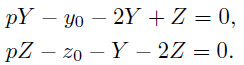 pY − y₀ − 2Y + Z = 0,
pZ − z₀ − Y − 2Z = 0.